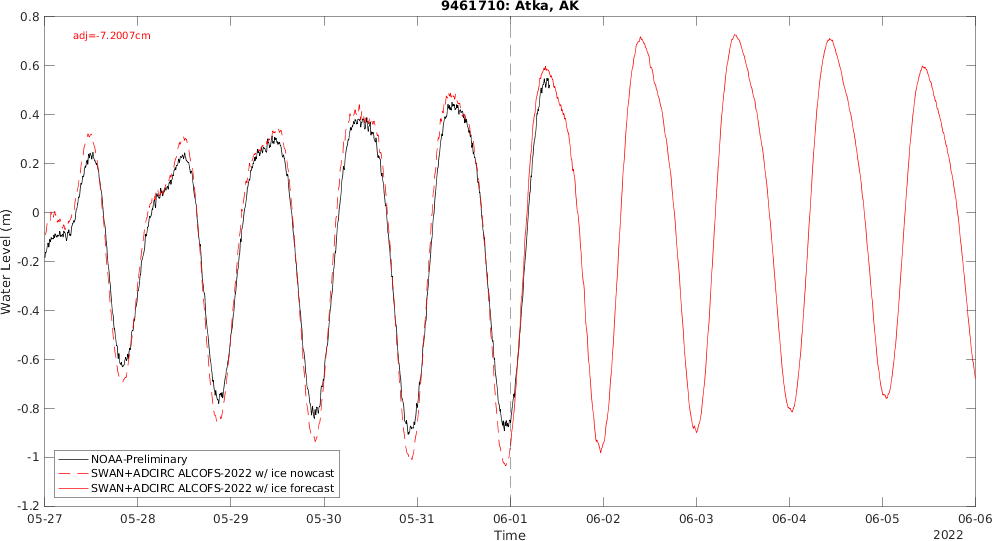 9461710: Atka, AK
adj=-7.2007cm
0.8
0.6
0.4
0.2
0
-0.2
-0.4
-0.6
-0.8
-1
-1.2
Water Level (m)
NOAA-Preliminary
SWAN+ADCIRC ALCOFS-2022 w/ ice nowcast
SWAN+ADCIRC ALCOFS-2022 w/ ice forecast
05-27 05-28 05-29 05-30 05-31 06-01 06-02 06-03 06-04 06-05 06-06
Time
2022